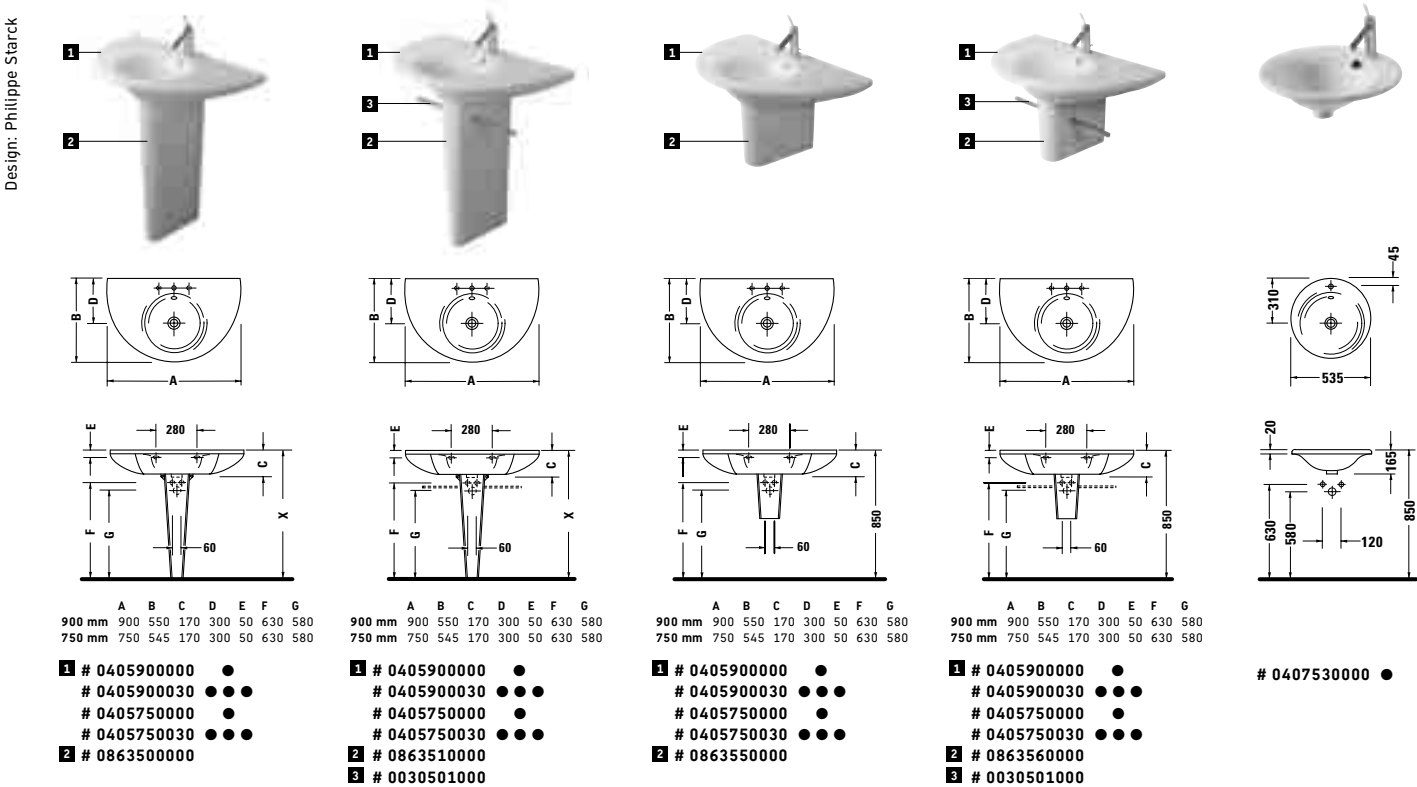 Design: Philippe Starck
1
2
1
3
2
1
2
1
3
2
B
D
A
B
D
A
B
D
A
B
D
A
310
45
535
E
280
C
X
F
G
60
E
280
C
X
F
G
60
E
280
C
850
F
G
60
E
280
C
850
F
G
60
20
165
850
630
580
120
A B C D E F G
900 mm 900 550 170 300 50 630 580
750 mm 750 545 170 300 50 630 580
1 # 0405900000 ●
# 0405900030 ● ● ●
# 0405750000 ●
# 0405750030 ● ● ●
2 # 0863500000
A B C D E F G
900 mm 900 550 170 300 50 630 580
750 mm 750 545 170 300 50 630 580
1 # 0405900000 ●
# 0405900030 ● ● ●
# 0405750000 ●
# 0405750030 ● ● ●
2 # 0863510000
3 # 0030501000
A B C D E F G
900 mm 900 550 170 300 50 630 580
750 mm 750 545 170 300 50 630 580
1 # 0405900000 ●
# 0405900030 ● ● ●
# 0405750000 ●
# 0405750030 ● ● ●
2 # 0863550000
A B C D E F G
900 mm 900 550 170 300 50 630 580
750 mm 750 545 170 300 50 630 580
1 # 0405900000 ●
# 0405900030 ● ● ●
# 0405750000 ●
# 0405750030 ● ● ●
2 # 0863560000
3 # 0030501000
# 0407530000 ●